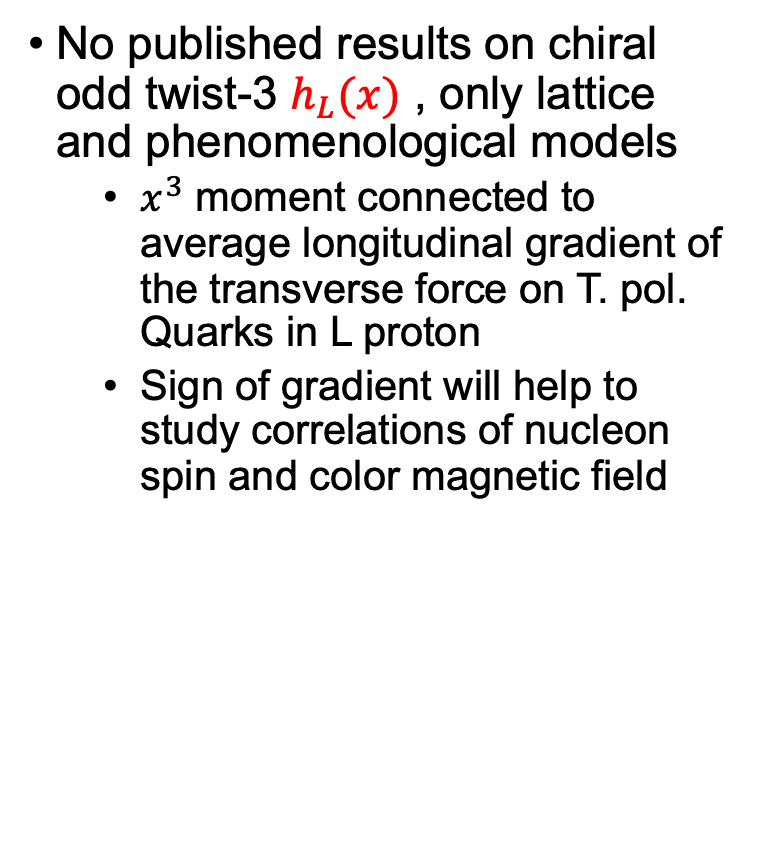 • No published results on chiral
odd twist-3 h_L(x) , only lattice
and phenomenological models
• x³ moment connected to
average longitudinal gradient of
the transverse force on T. pol.
Quarks in L proton
• Sign of gradient will help to
study correlations of nucleon
spin and color magnetic field